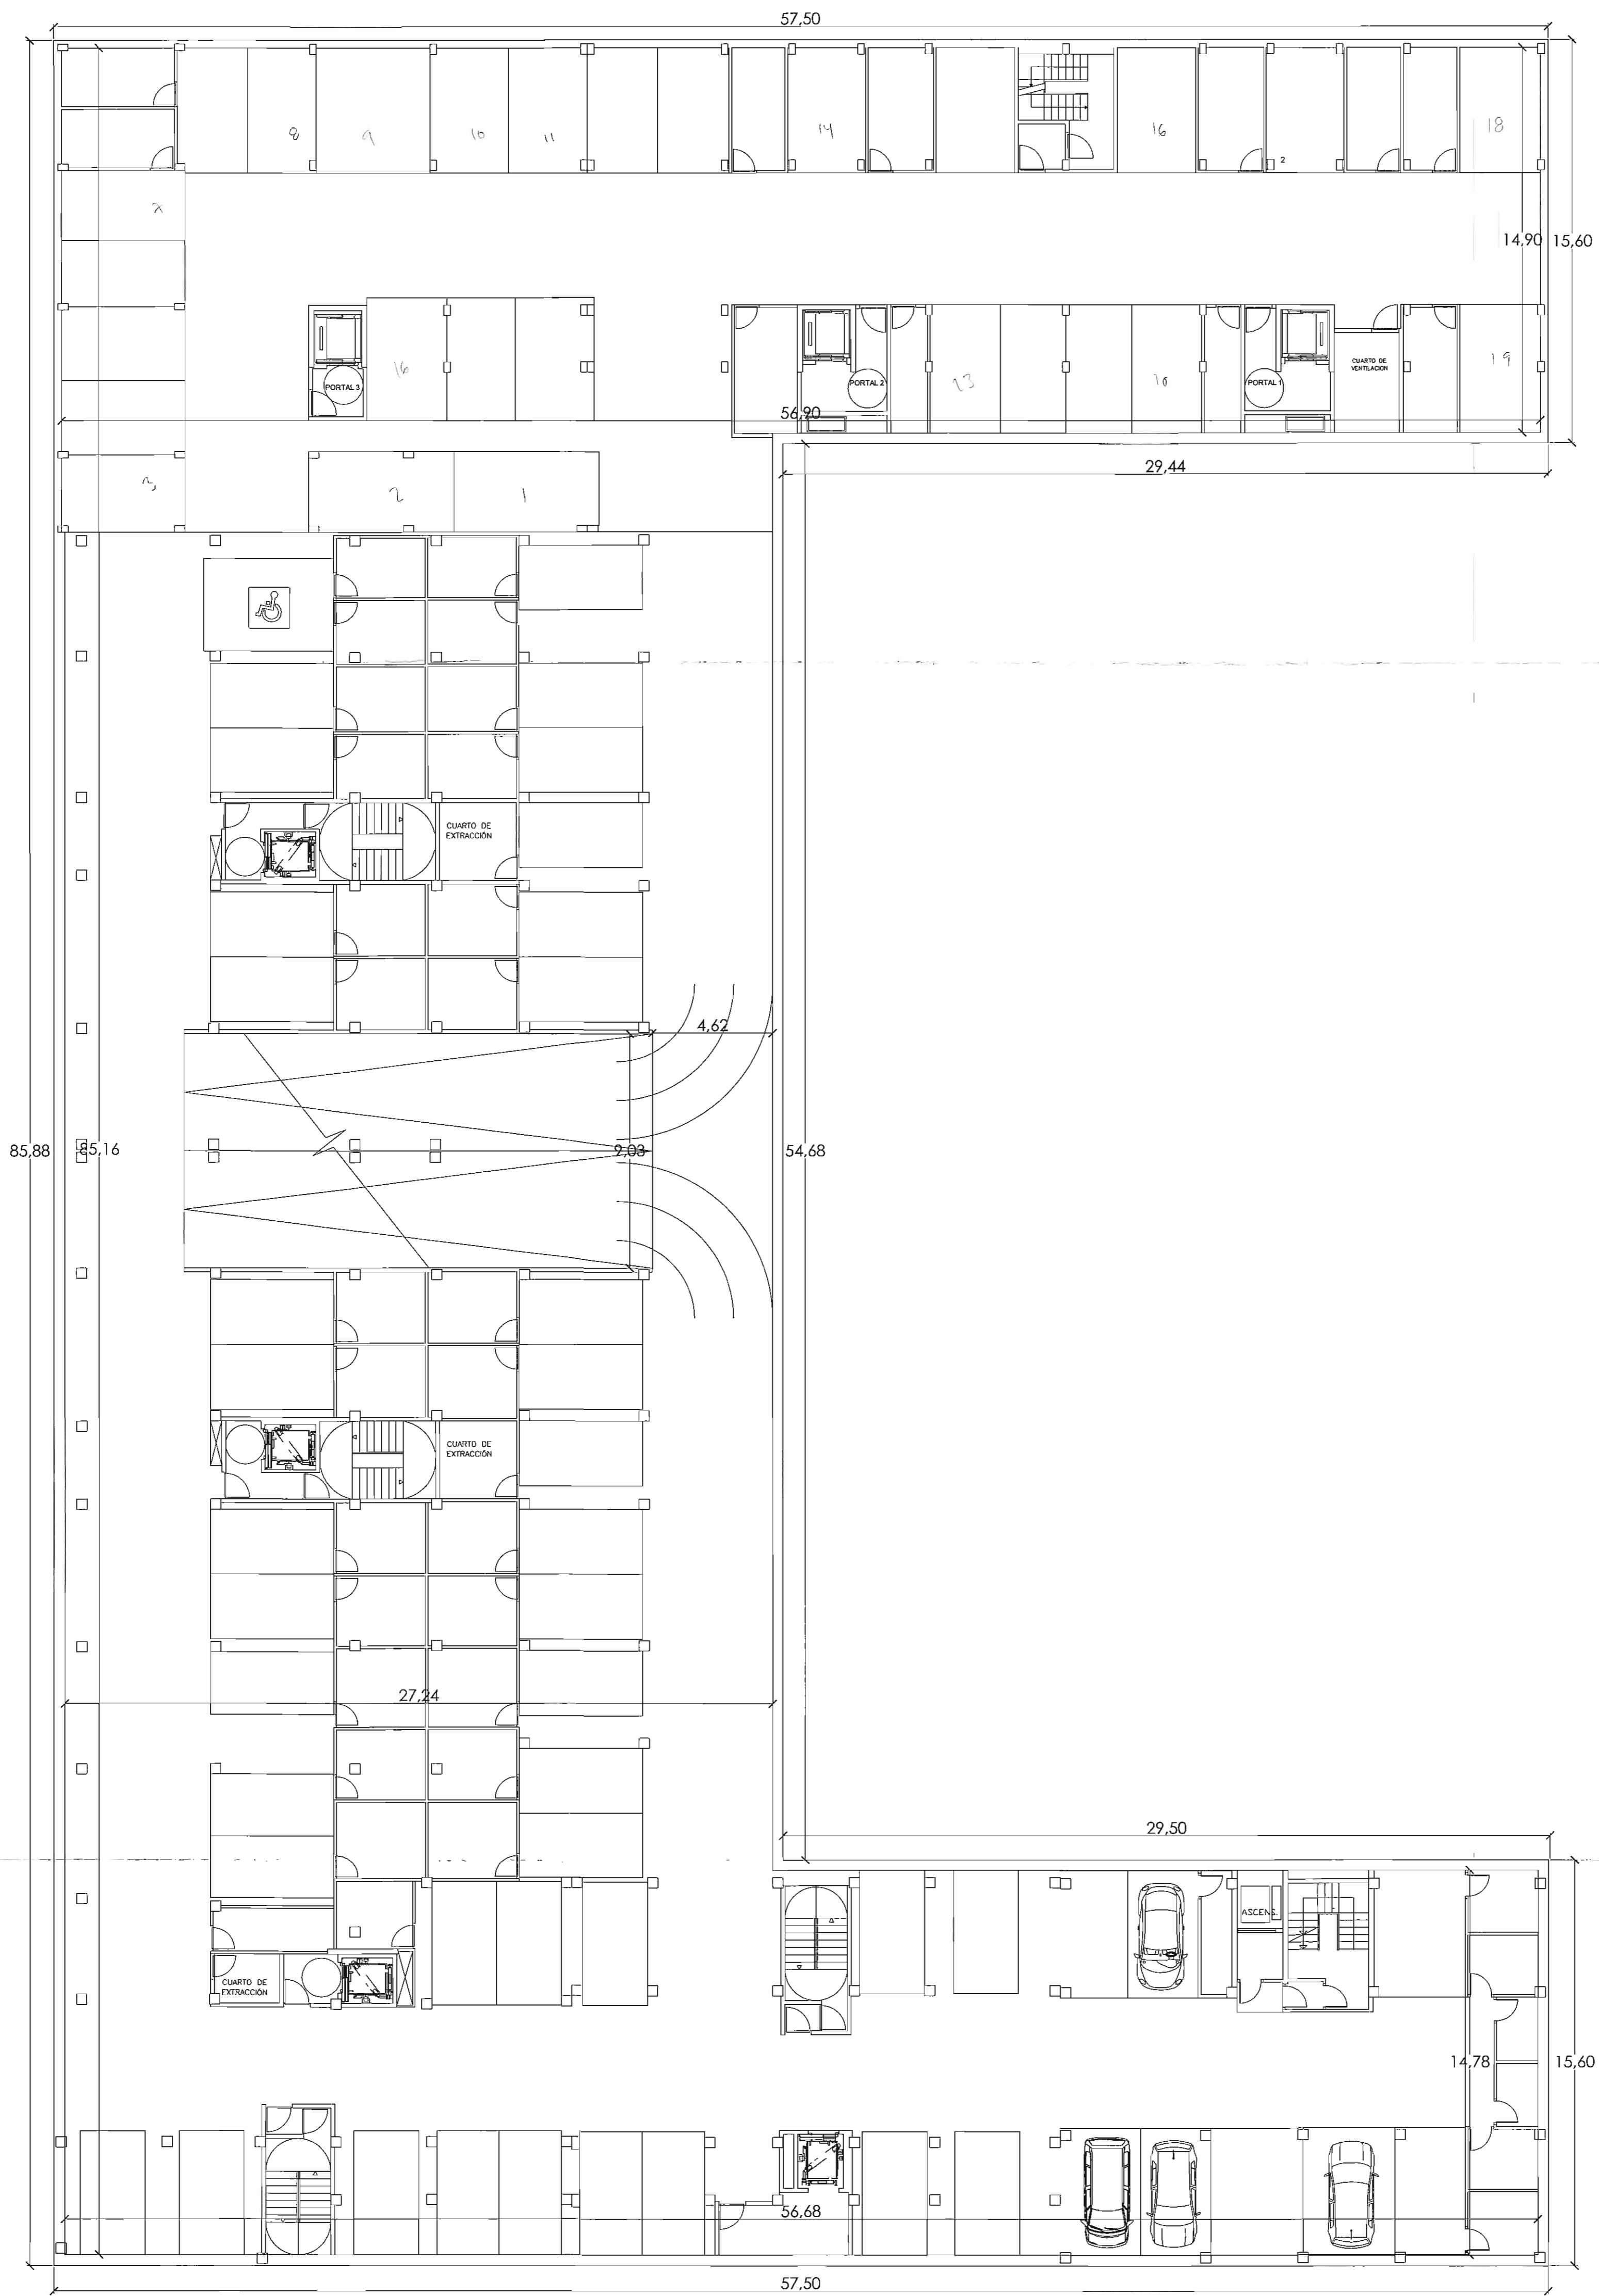 57,50
8
9
10
11
14
16
18
2
14,90
15,60
16
PORTAL 3
PORTAL 2
13
10
PORTAL 1
CUARTO DE
VENTILACIÓN
19
56,90
29,44
3
2
1
CUARTO DE
EXTRACCIÓN
4,62
85,88
85,16
9,03
54,68
CUARTO DE
EXTRACCIÓN
27,24
29,50
ASCENS.
CUARTO DE
EXTRACCIÓN
14,78
15,60
56,68
57,50